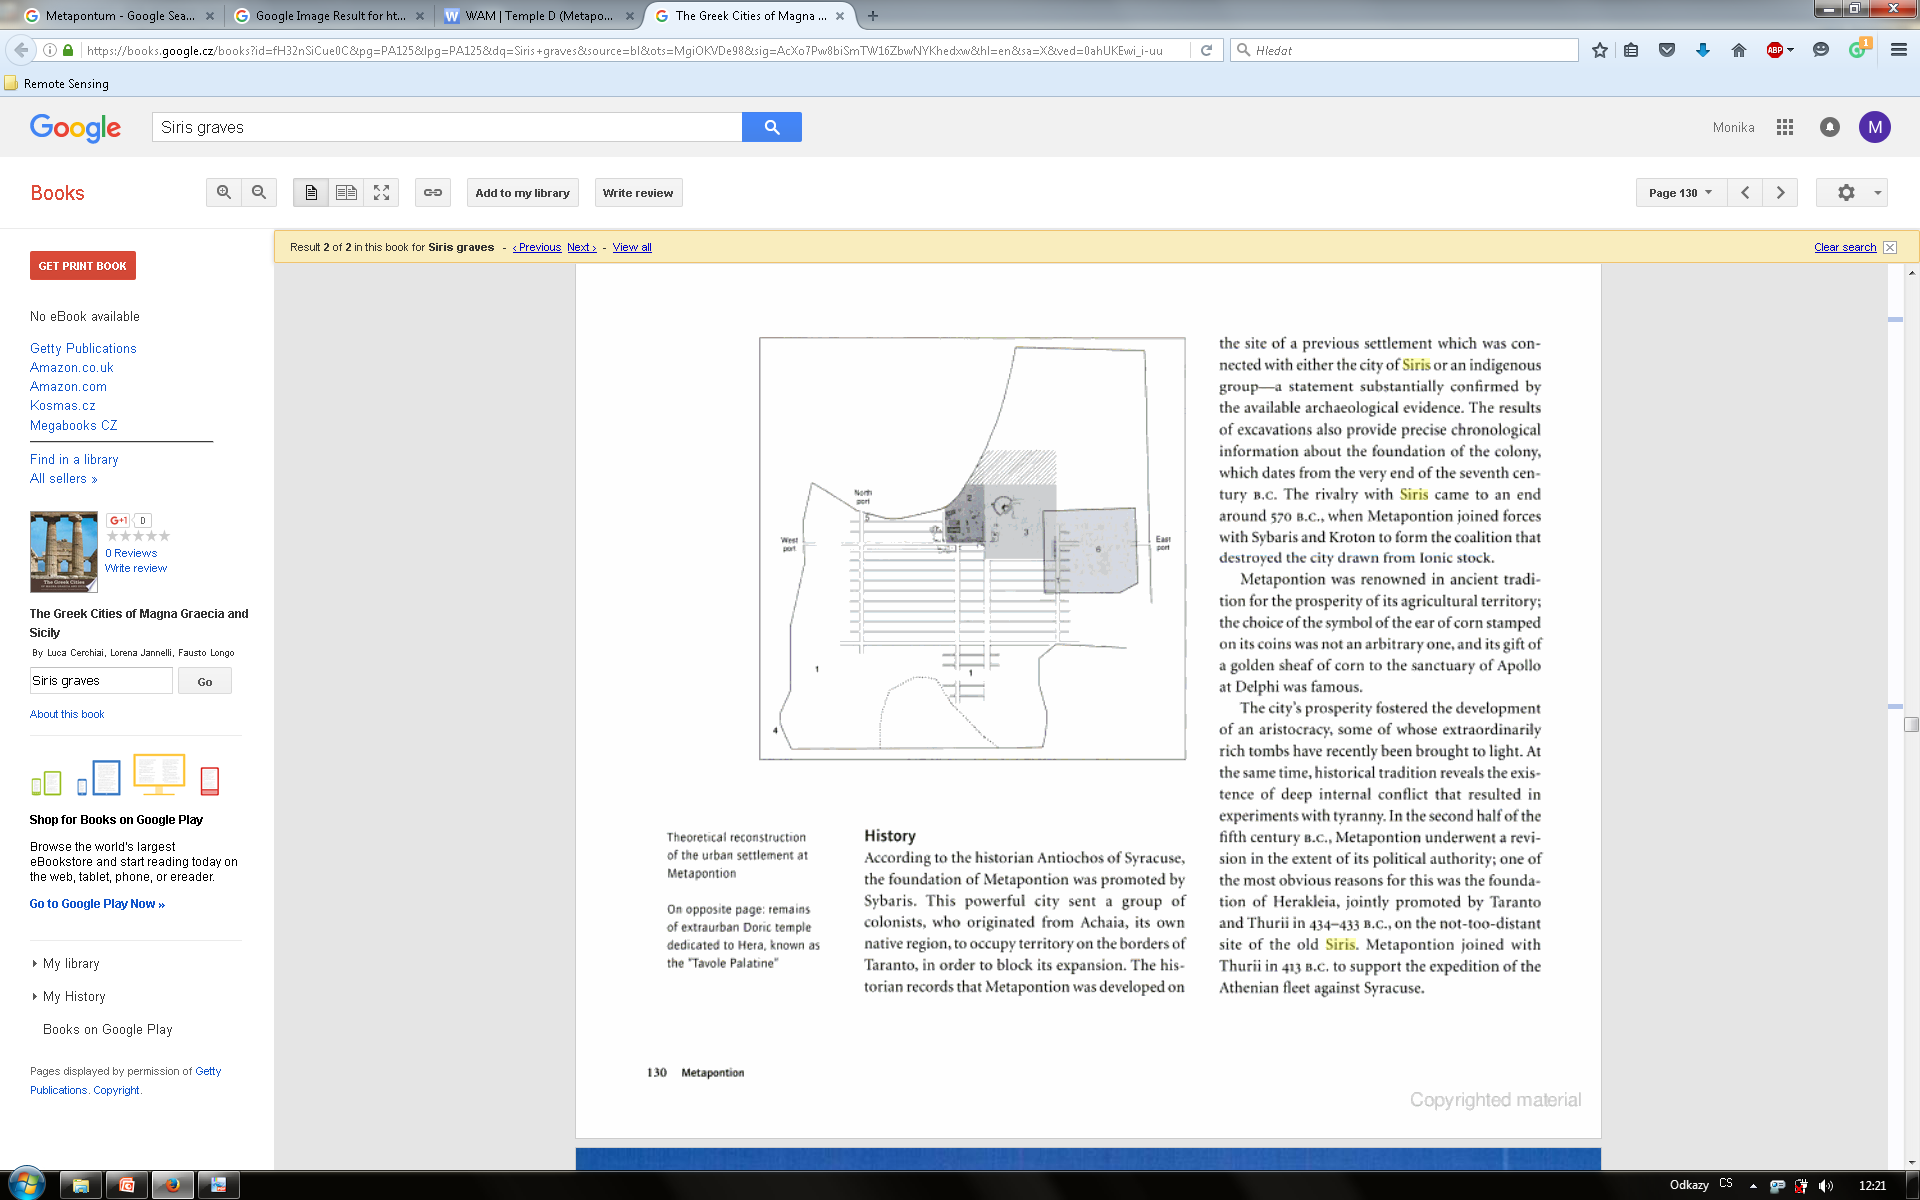 Metapontum - Google Sea...
Google Image Result for ht...
WAM | Temple D (Metapo...
The Greek Cities of Magna ...
https://books.google.cz/books?id=fH32nSiCue0C&pg=PA125&lpg=PA125&dq=Siris+graves&source=bl&ots=MgiOKVDe98&sig=AcXo7Pw8biSmTW16ZbwNYKhedxw&hl=en&sa=X&ved=0ahUKEwi_i-uu
Hledat
ABP
1
Remote Sensing
Google
Siris graves
Monika
M
Books
Add to my library
Write review
Page 130
Result 2 of 2 in this book for Siris graves - ‹ Previous Next › - View all
Clear search
GET PRINT BOOK
No eBook available
Getty Publications
Amazon.co.uk
Amazon.com
Kosmas.cz
Megabooks CZ
Find in a library
All sellers »
G+1 0
0 Reviews
Write review
The Greek Cities
The Greek Cities of Magna Graecia and
Sicily
By Luca Cerchiai, Lorena Jannelli, Fausto Longo
Siris graves
Go
About this book
Shop for Books on Google Play
Browse the world's largest
eBookstore and start reading today on
the web, tablet, phone, or ereader.
Go to Google Play Now »
My library
My History
Books on Google Play
Pages displayed by permission of Getty
Publications. Copyright.
North
port
5
2
1
3
West
port
East
port
6
1
1
4
Theoretical reconstruction
of the urban settlement at
Metapontion
On opposite page: remains
of extraurban Doric temple
dedicated to Hera, known as
the "Tavole Palatine"
History
According to the historian Antiochos of Syracuse,
the foundation of Metapontion was promoted by
Sybaris. This powerful city sent a group of
colonists, who originated from Achaia, its own
native region, to occupy territory on the borders of
Taranto, in order to block its expansion. The his-
torian records that Metapontion was developed on
the site of a previous settlement which was con-
nected with either the city of Siris or an indigenous
group—a statement substantially confirmed by
the available archaeological evidence. The results
of excavations also provide precise chronological
information about the foundation of the colony,
which dates from the very end of the seventh cen-
tury B.C. The rivalry with Siris came to an end
around 570 B.C., when Metapontion joined forces
with Sybaris and Kroton to form the coalition that
destroyed the city drawn from Ionic stock.
Metapontion was renowned in ancient tradi-
tion for the prosperity of its agricultural territory;
the choice of the symbol of the ear of corn stamped
on its coins was not an arbitrary one, and its gift of
a golden sheaf of corn to the sanctuary of Apollo
at Delphi was famous.
The city's prosperity fostered the development
of an aristocracy, some of whose extraordinarily
rich tombs have recently been brought to light. At
the same time, historical tradition reveals the exis-
tence of deep internal conflict that resulted in
experiments with tyranny. In the second half of the
fifth century B.C., Metapontion underwent a revi-
sion in the extent of its political authority; one of
the most obvious reasons for this was the founda-
tion of Herakleia, jointly promoted by Taranto
and Thurii in 434–433 B.C., on the not-too-distant
site of the old Siris. Metapontion joined with
Thurii in 413 B.C. to support the expedition of the
Athenian fleet against Syracuse.
130 Metapontion
Copyrighted material
Odkazy
CS
12:21